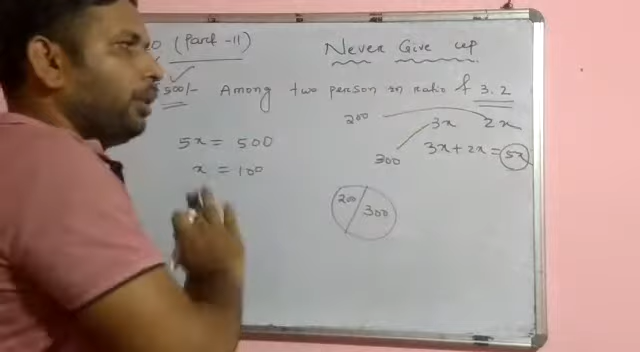 (Part-11) Never Give up
500/- Among two person in ratio of 3:2
200 3x 2x
5x = 500 300 3x+2x = 5x
x = 100
200 300